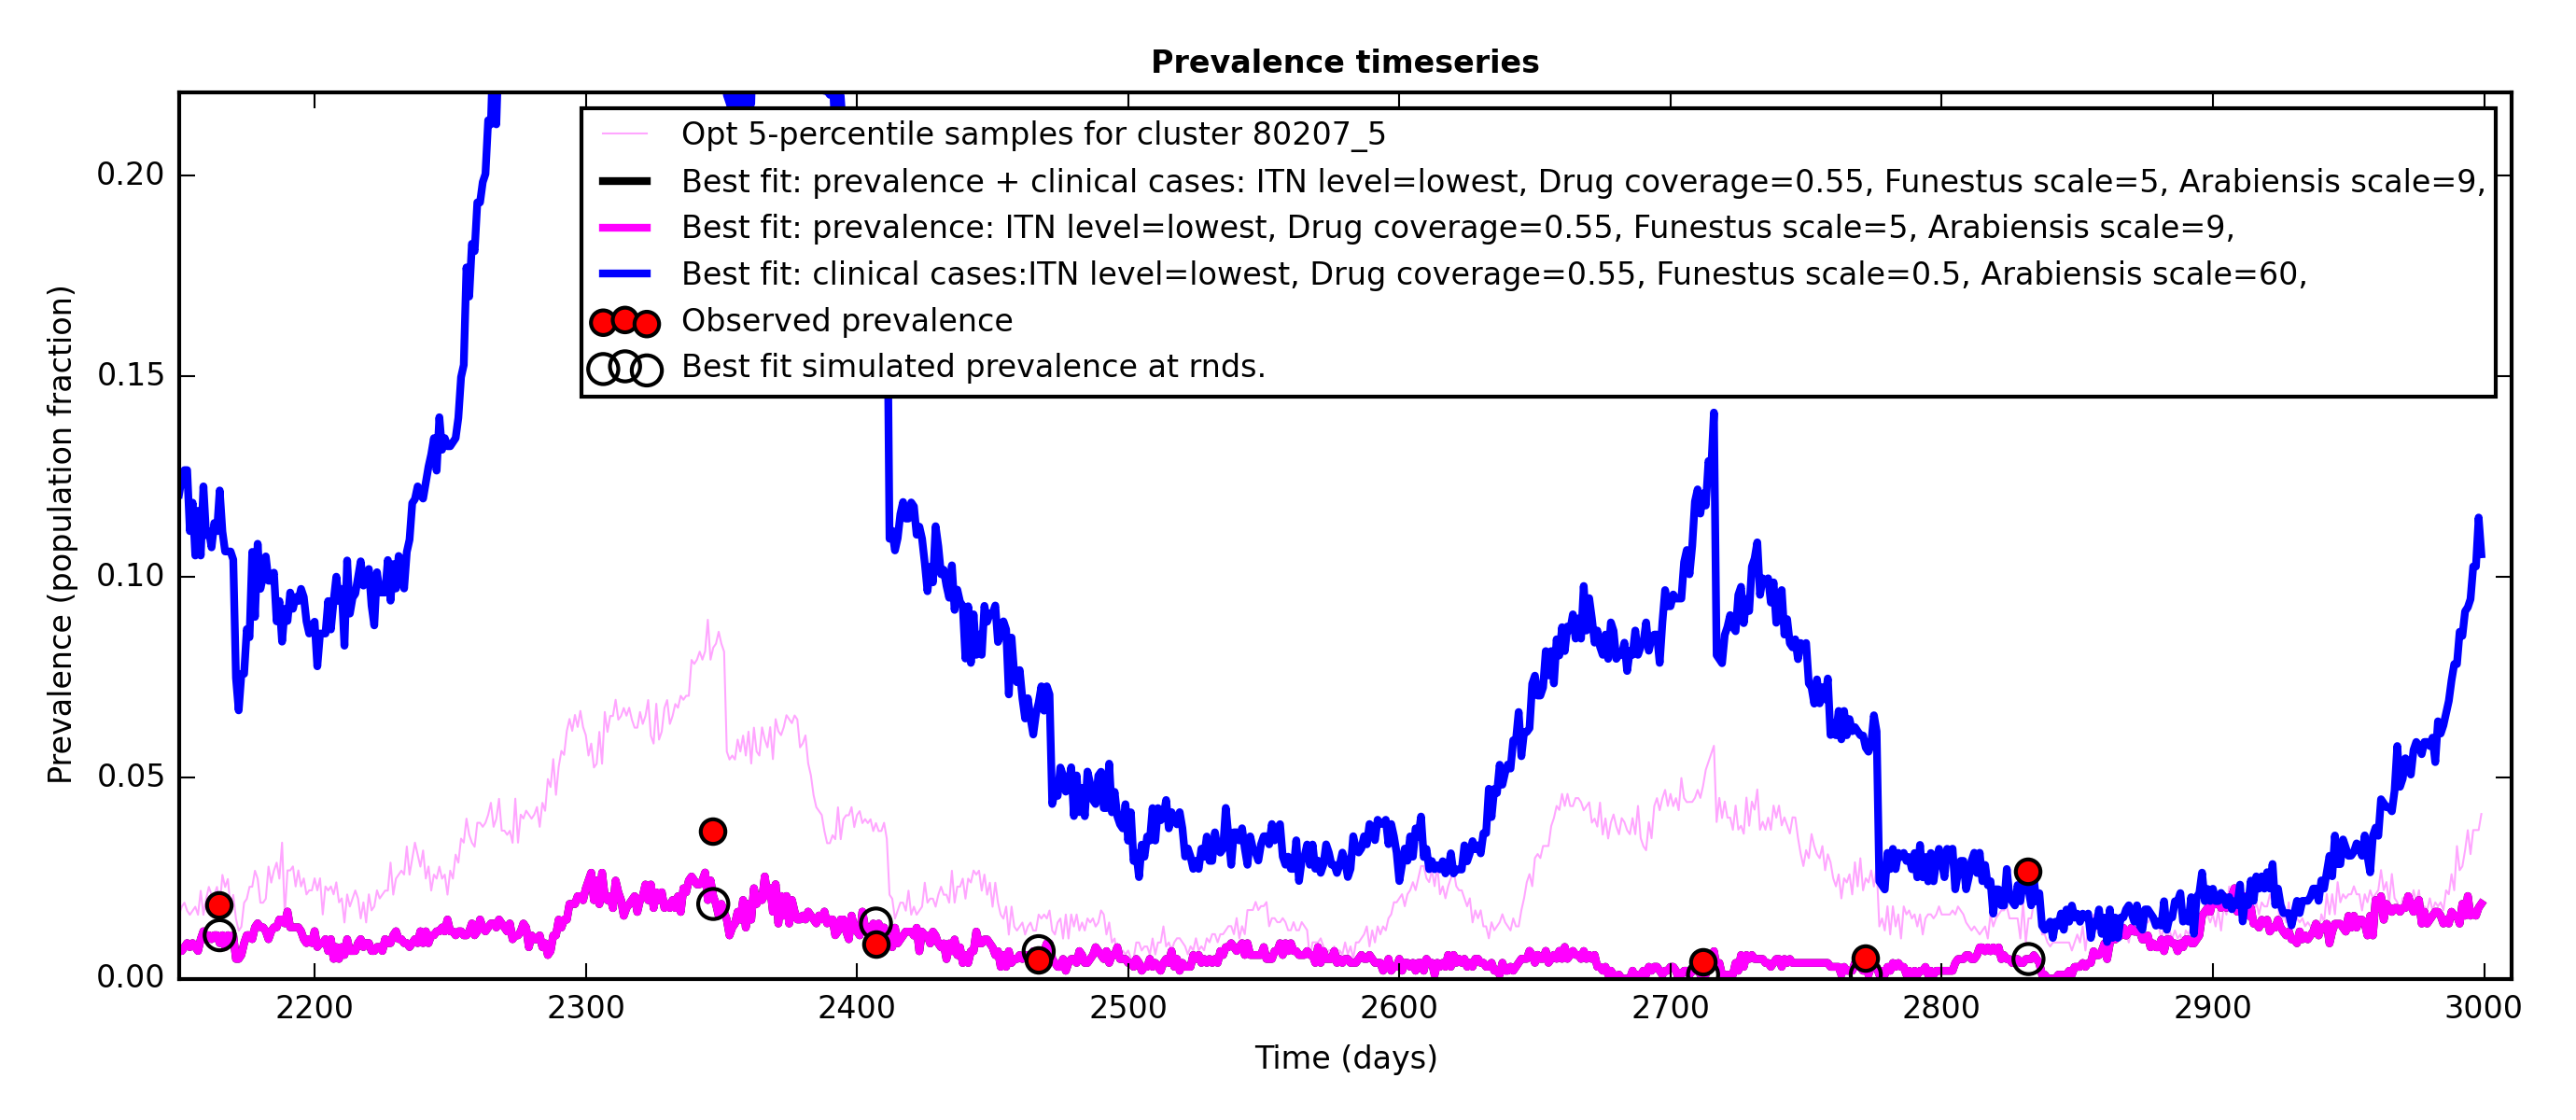 Prevalence timeseries
Opt 5-percentile samples for cluster 80207_5
Best fit: prevalence + clinical cases: ITN level=lowest, Drug coverage=0.55, Funestus scale=5, Arabiensis scale=9,
Best fit: prevalence: ITN level=lowest, Drug coverage=0.55, Funestus scale=5, Arabiensis scale=9,
Best fit: clinical cases:ITN level=lowest, Drug coverage=0.55, Funestus scale=0.5, Arabiensis scale=60,
Observed prevalence
Best fit simulated prevalence at rnds.
Prevalence (population fraction)
0.20
0.15
0.10
0.05
0.00
2200 2300 2400 2500 2600 2700 2800 2900 3000
Time (days)